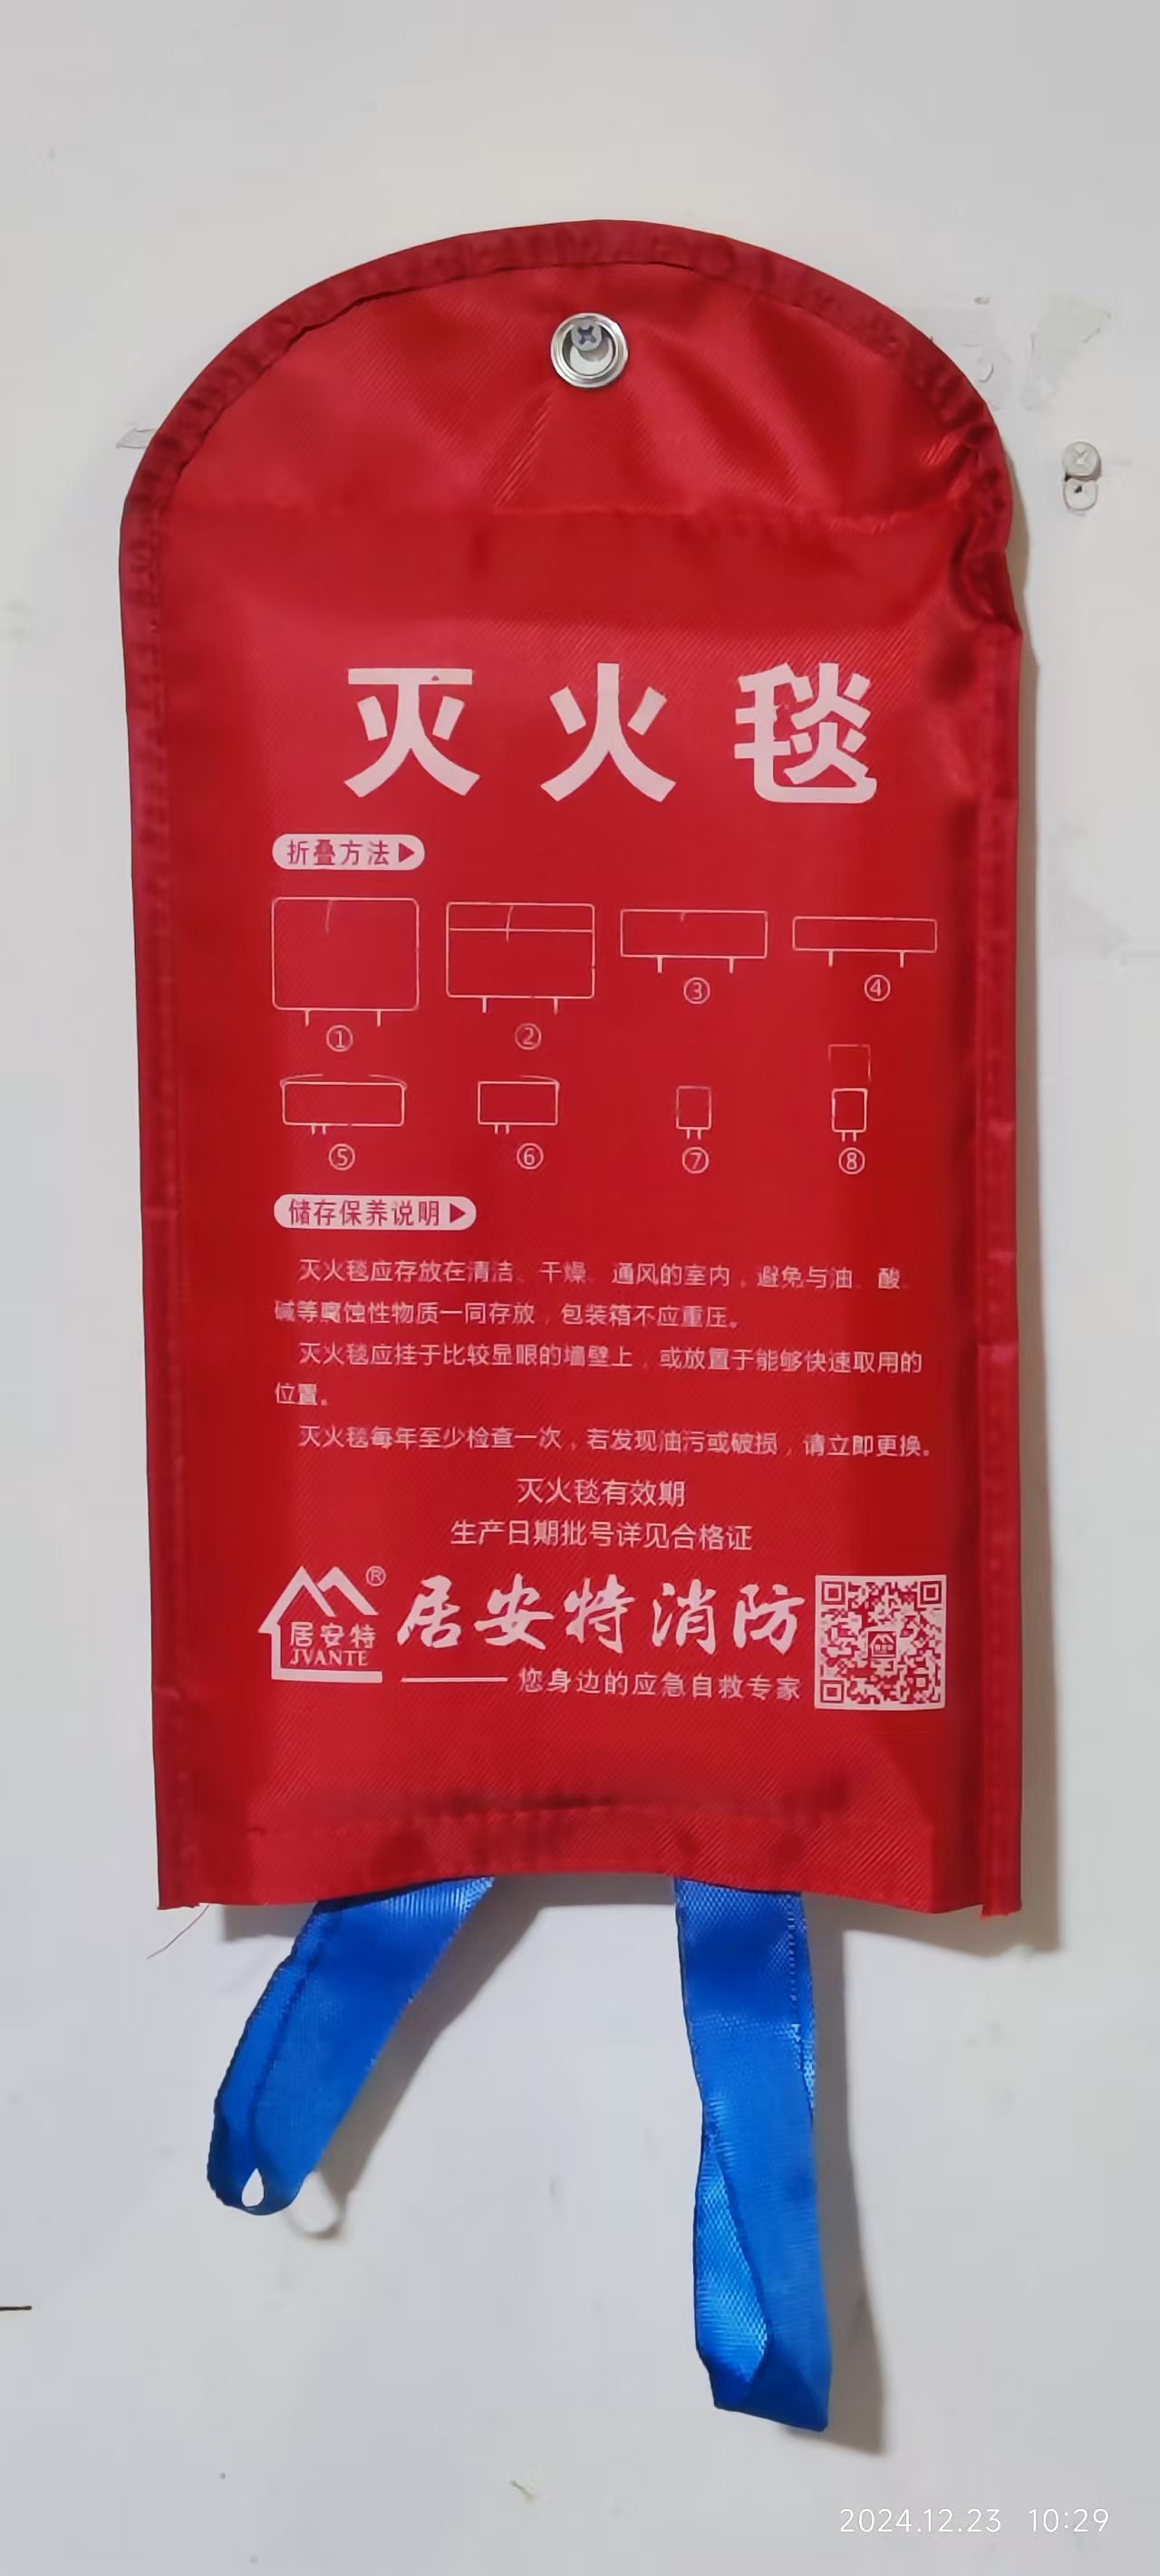 灭火毯
折叠方法
① ② ③ ④
⑤ ⑥ ⑦ ⑧
储存保养说明
灭火毯应存放在清洁、干燥、通风的室内，避免与油、酸、
碱等腐蚀性物质一同存放，包装箱不应重压。
灭火毯应挂于比较显眼的墙壁上，或放置于能够快速取用的
位置。
灭火毯每年至少检查一次，若发现油污或破损，请立即更换。
灭火毯有效期
生产日期批号详见合格证
居安特®
JVANTE
居安特消防
您身边的应急自救专家
2024.12.23 10:29